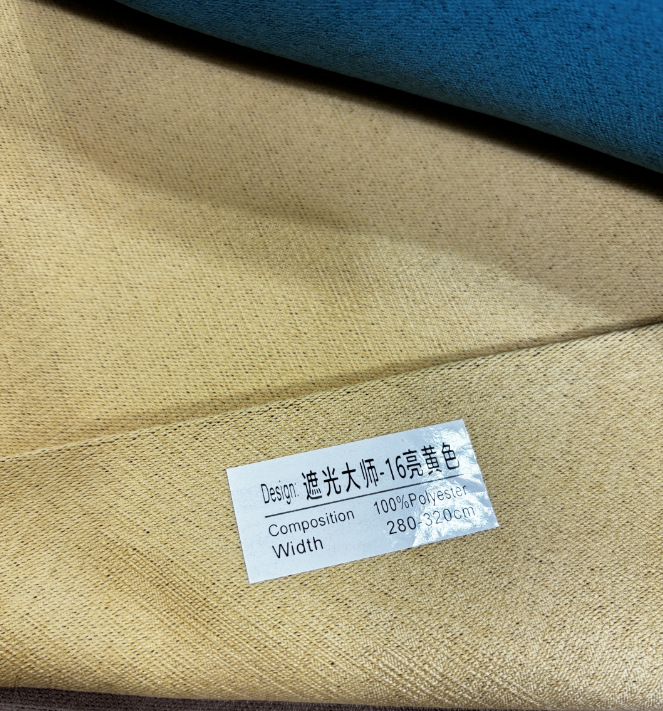 Design: 遮光大师-16亮黄色
Composition 100%Polyester
Width 280-320cm